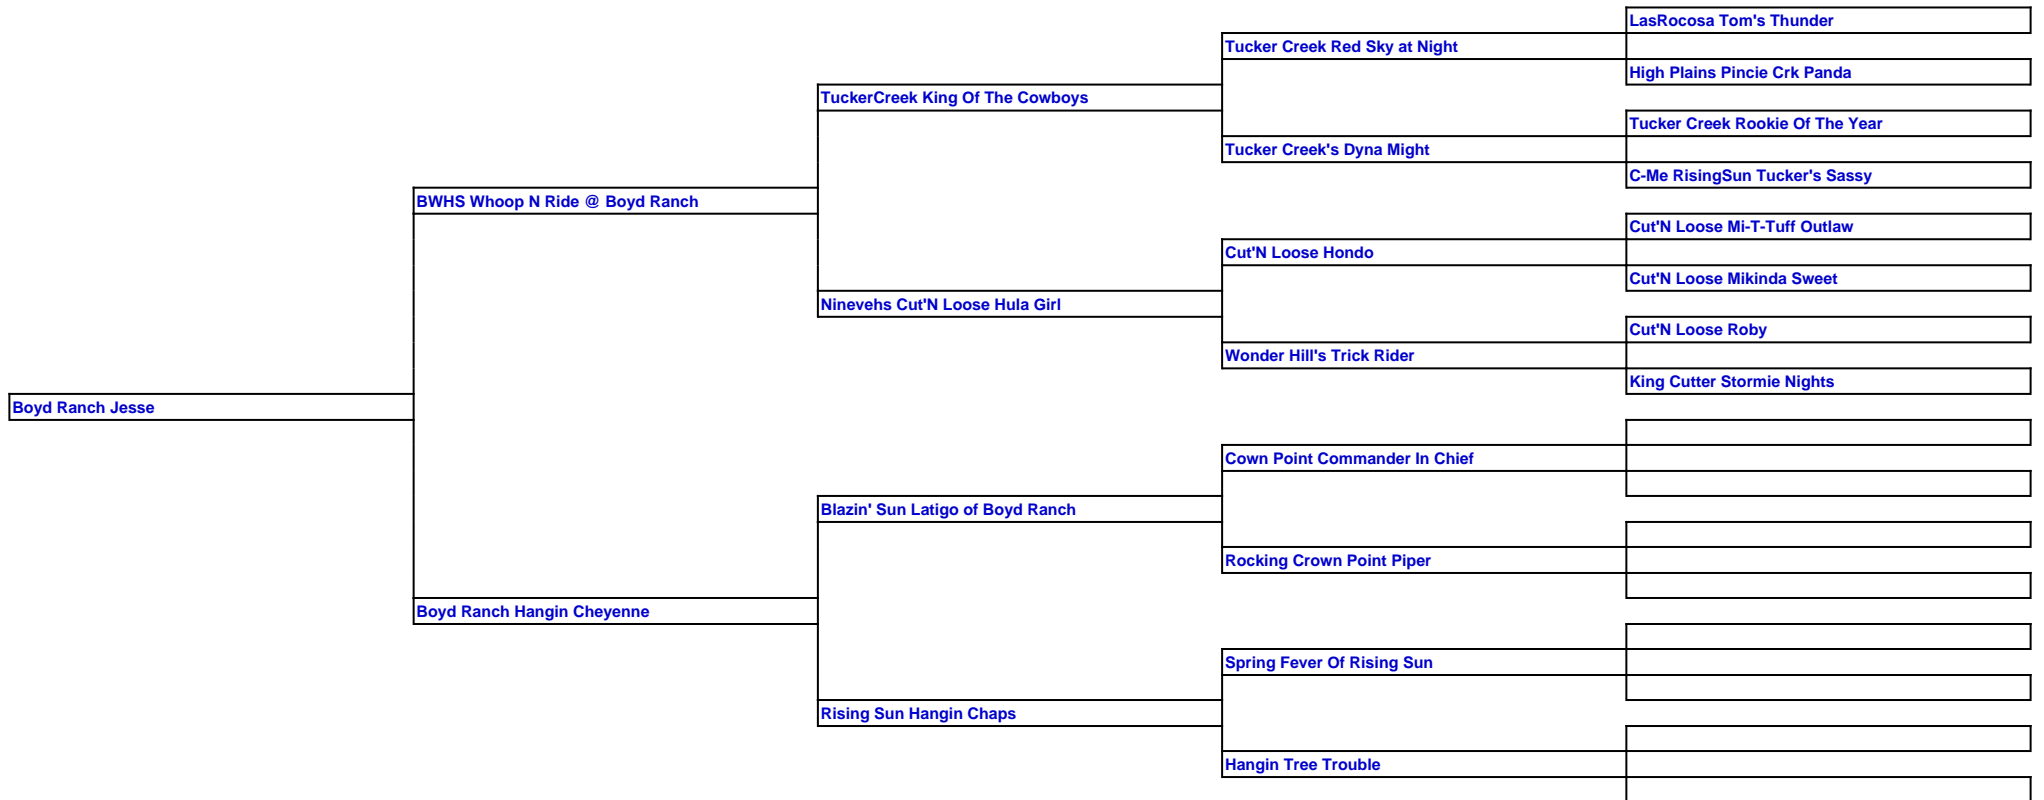 LasRocosa Tom's Thunder
Tucker Creek Red Sky at Night
High Plains Pincie Crk Panda
TuckerCreek King Of The Cowboys
Tucker Creek Rookie Of The Year
Tucker Creek's Dyna Might
C-Me RisingSun Tucker's Sassy
BWHS Whoop N Ride @ Boyd Ranch
Cut'N Loose Mi-T-Tuff Outlaw
Cut'N Loose Hondo
Cut'N Loose Mikinda Sweet
Ninevehs Cut'N Loose Hula Girl
Cut'N Loose Roby
Wonder Hill's Trick Rider
King Cutter Stormie Nights
Boyd Ranch Jesse
Cown Point Commander In Chief
Blazin' Sun Latigo of Boyd Ranch
Rocking Crown Point Piper
Boyd Ranch Hangin Cheyenne
Spring Fever Of Rising Sun
Rising Sun Hangin Chaps
Hangin Tree Trouble